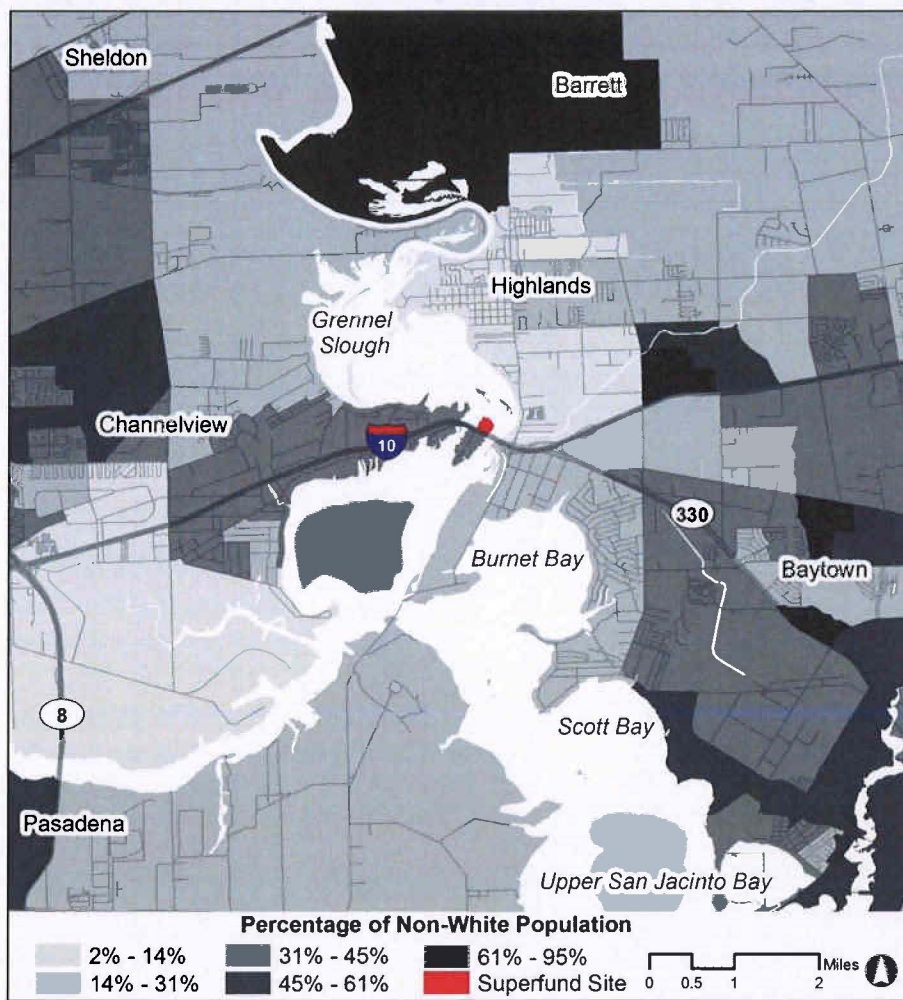 Sheldon
Barrett
Highlands
Grennel
Slough
Channelview
10
330
Burnet Bay
Baytown
8
Scott Bay
Pasadena
Upper San Jacinto Bay
Percentage of Non-White Population
2% - 14%
31% - 45%
61% - 95%
14% - 31%
45% - 61%
Superfund Site
Miles
0 0.5 1 2